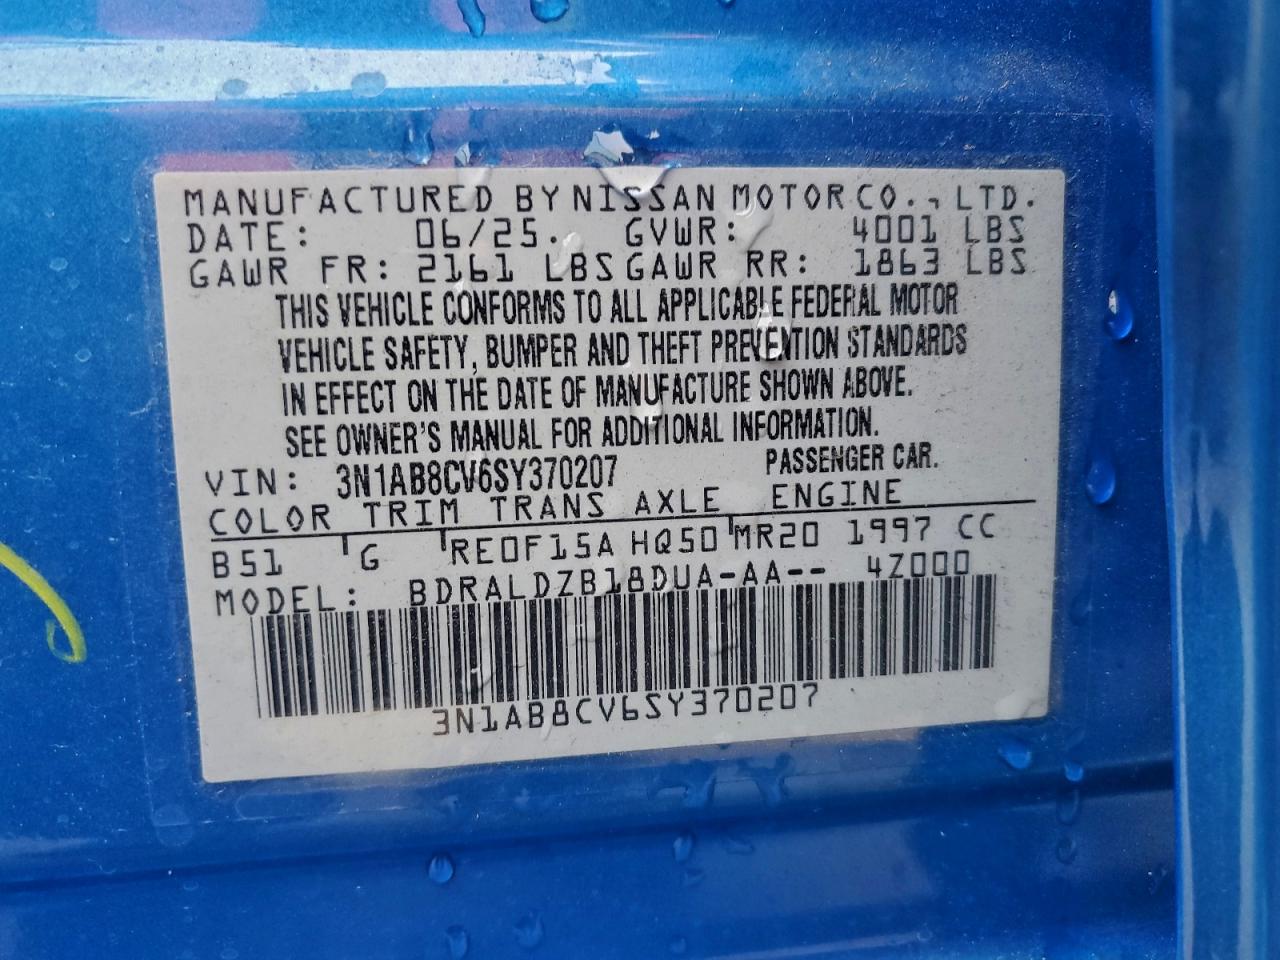 MANUFACTURED BY NISSAN MOTOR CO., LTD.
DATE: 06/25. GVWR: 4001 LBS
GAWR FR: 2161 LBS GAWR RR: 1863 LBS
THIS VEHICLE CONFORMS TO ALL APPLICABLE FEDERAL MOTOR
VEHICLE SAFETY, BUMPER AND THEFT PREVENTION STANDARDS
IN EFFECT ON THE DATE OF MANUFACTURE SHOWN ABOVE.
SEE OWNER'S MANUAL FOR ADDITIONAL INFORMATION.
VIN: 3N1AB8CV6SY370207 PASSENGER CAR.
COLOR TRIM TRANS AXLE ENGINE
B51 G RE0F15A HQ50 MR20 1997 CC
MODEL: BDRALDZB18DUA-AA-- 4Z000
3N1AB8CV6SY370207